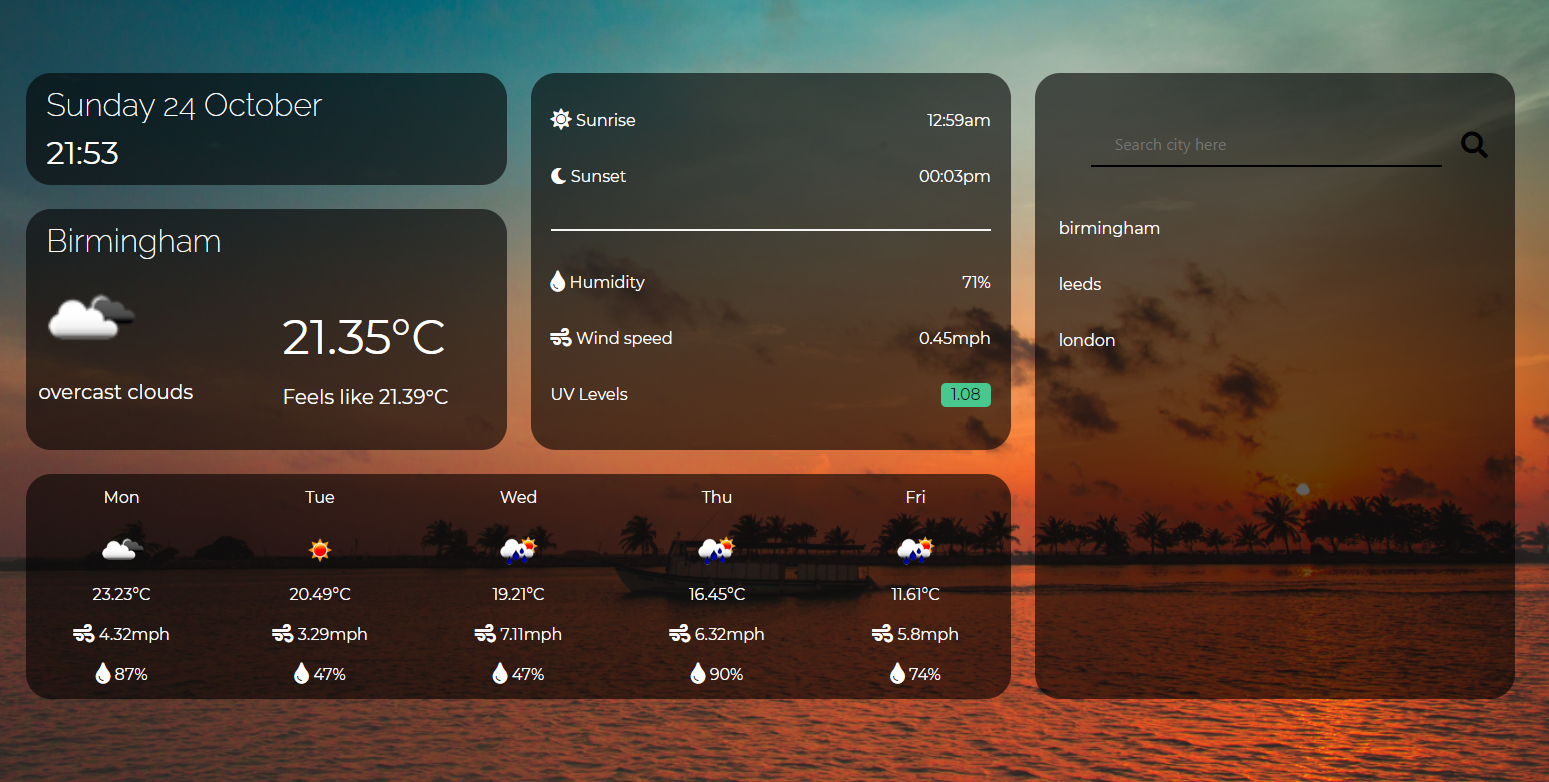 Sunday 24 October
21:53
Birmingham
21.35°C
overcast clouds
Feels like 21.39°C
Sunrise 12:59am
Sunset 00:03pm
Humidity 71%
Wind speed 0.45mph
UV Levels 1.08
Search city here
birmingham
leeds
london
Mon Tue Wed Thu Fri
23.23°C 20.49°C 19.21°C 16.45°C 11.61°C
4.32mph 3.29mph 7.11mph 6.32mph 5.8mph
87% 47% 47% 90% 74%